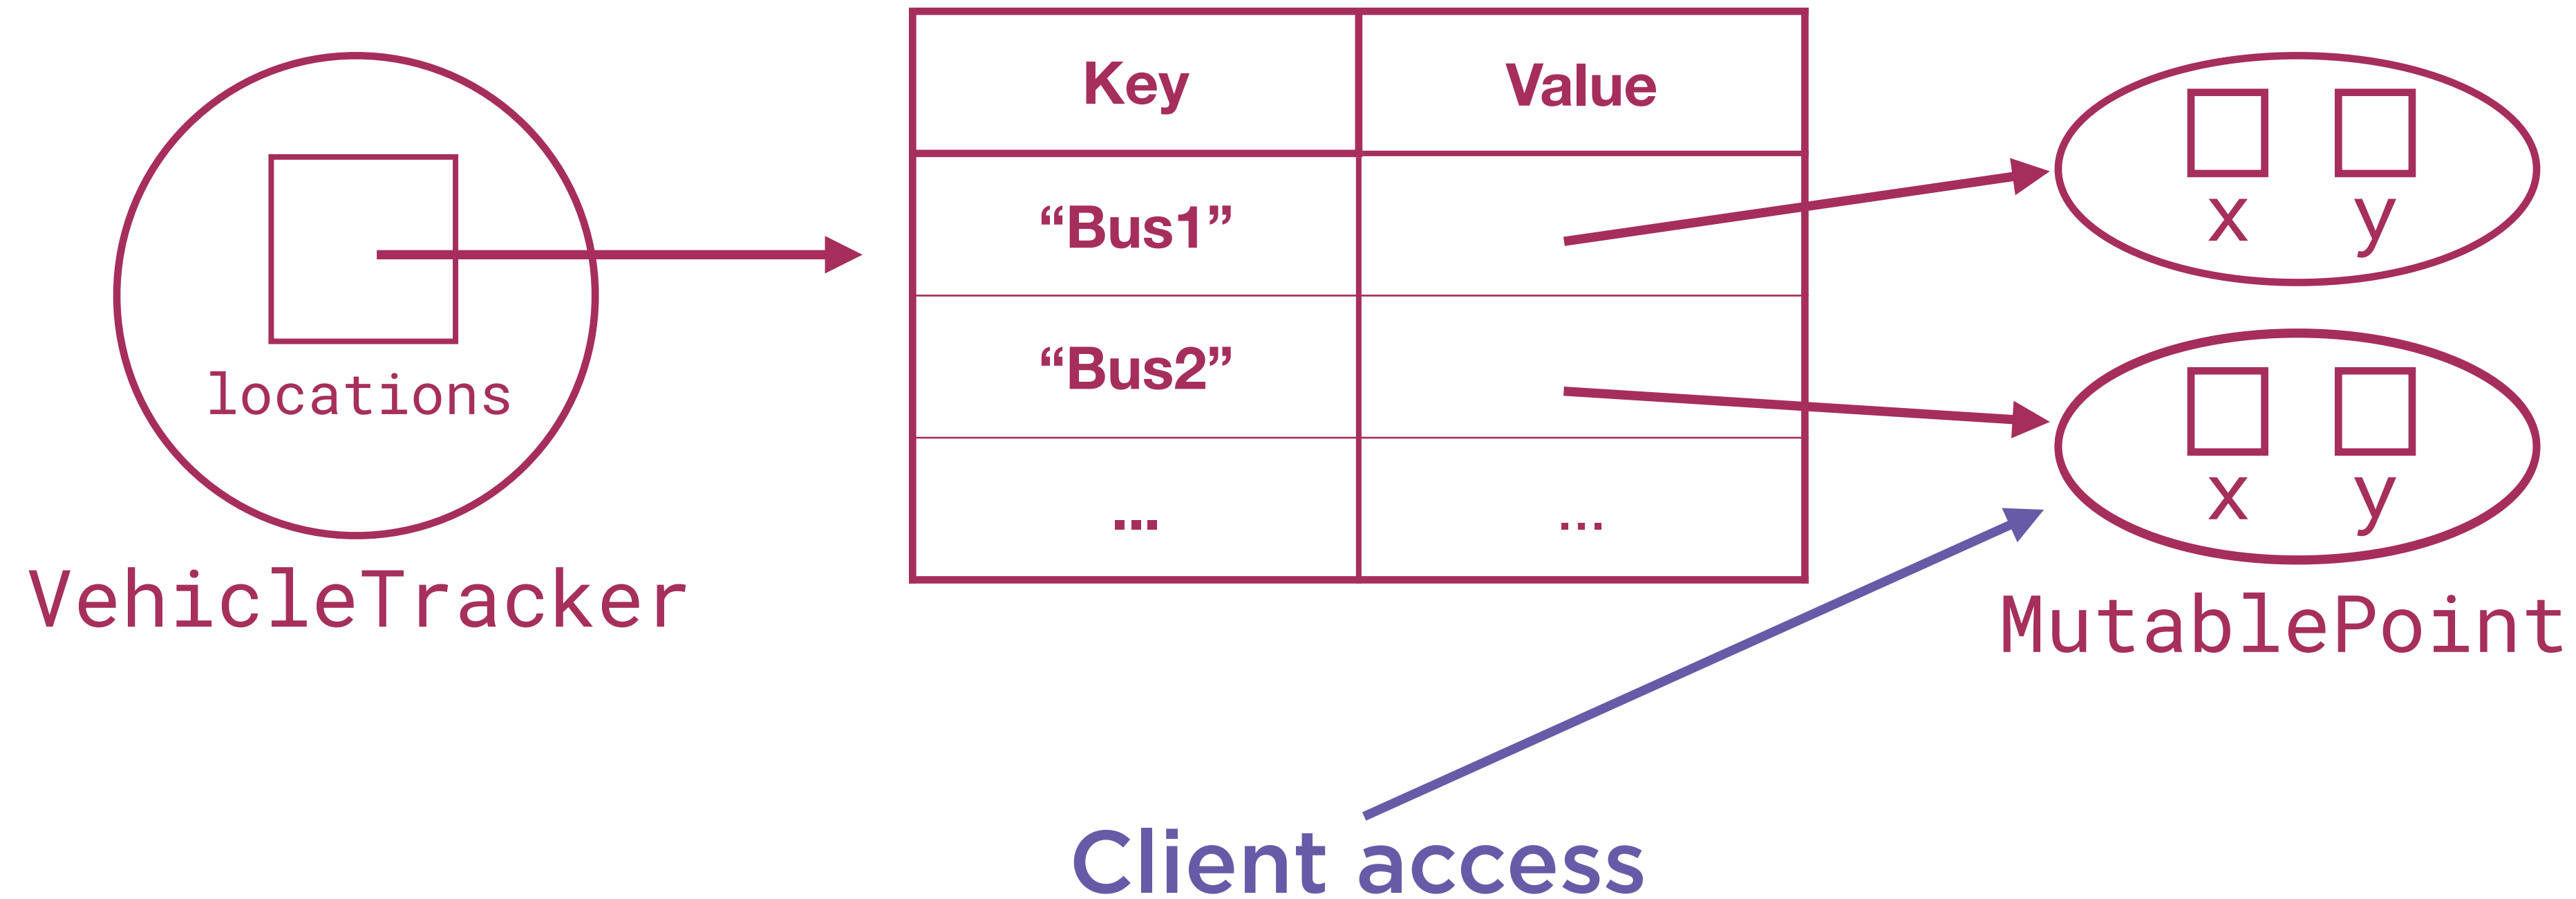 Key Value
“Bus1”
“Bus2”
... ...
locations
VehicleTracker
x y
x y
MutablePoint
Client access